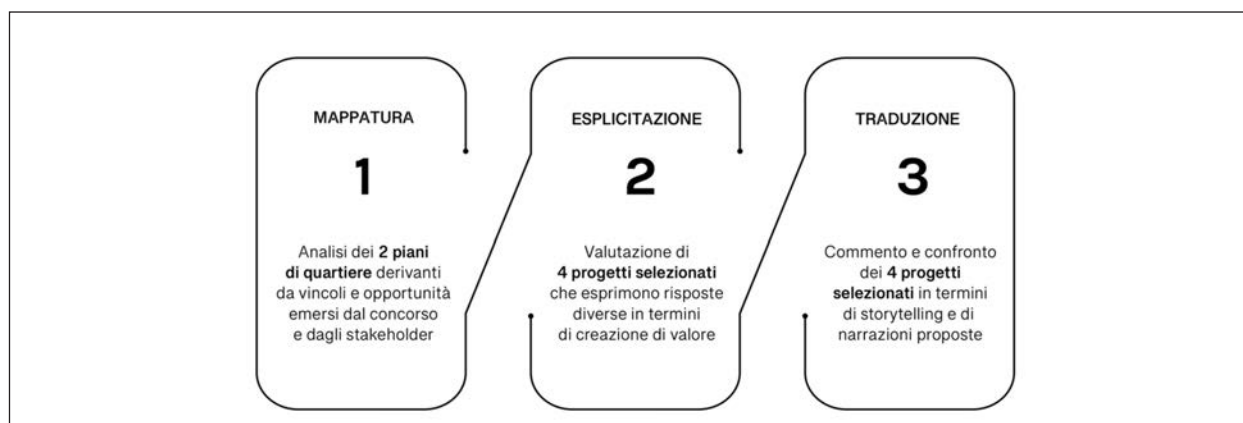 MAPPATURA
1
Analisi dei 2 piani
di quartiere derivanti
da vincoli e opportunità
emersi dal concorso
e dagli stakeholder
ESPLICITAZIONE
2
Valutazione di
4 progetti selezionati
che esprimono risposte
diverse in termini
di creazione di valore
TRADUZIONE
3
Commento e confronto
dei 4 progetti
selezionati in termini
di storytelling e di
narrazioni proposte